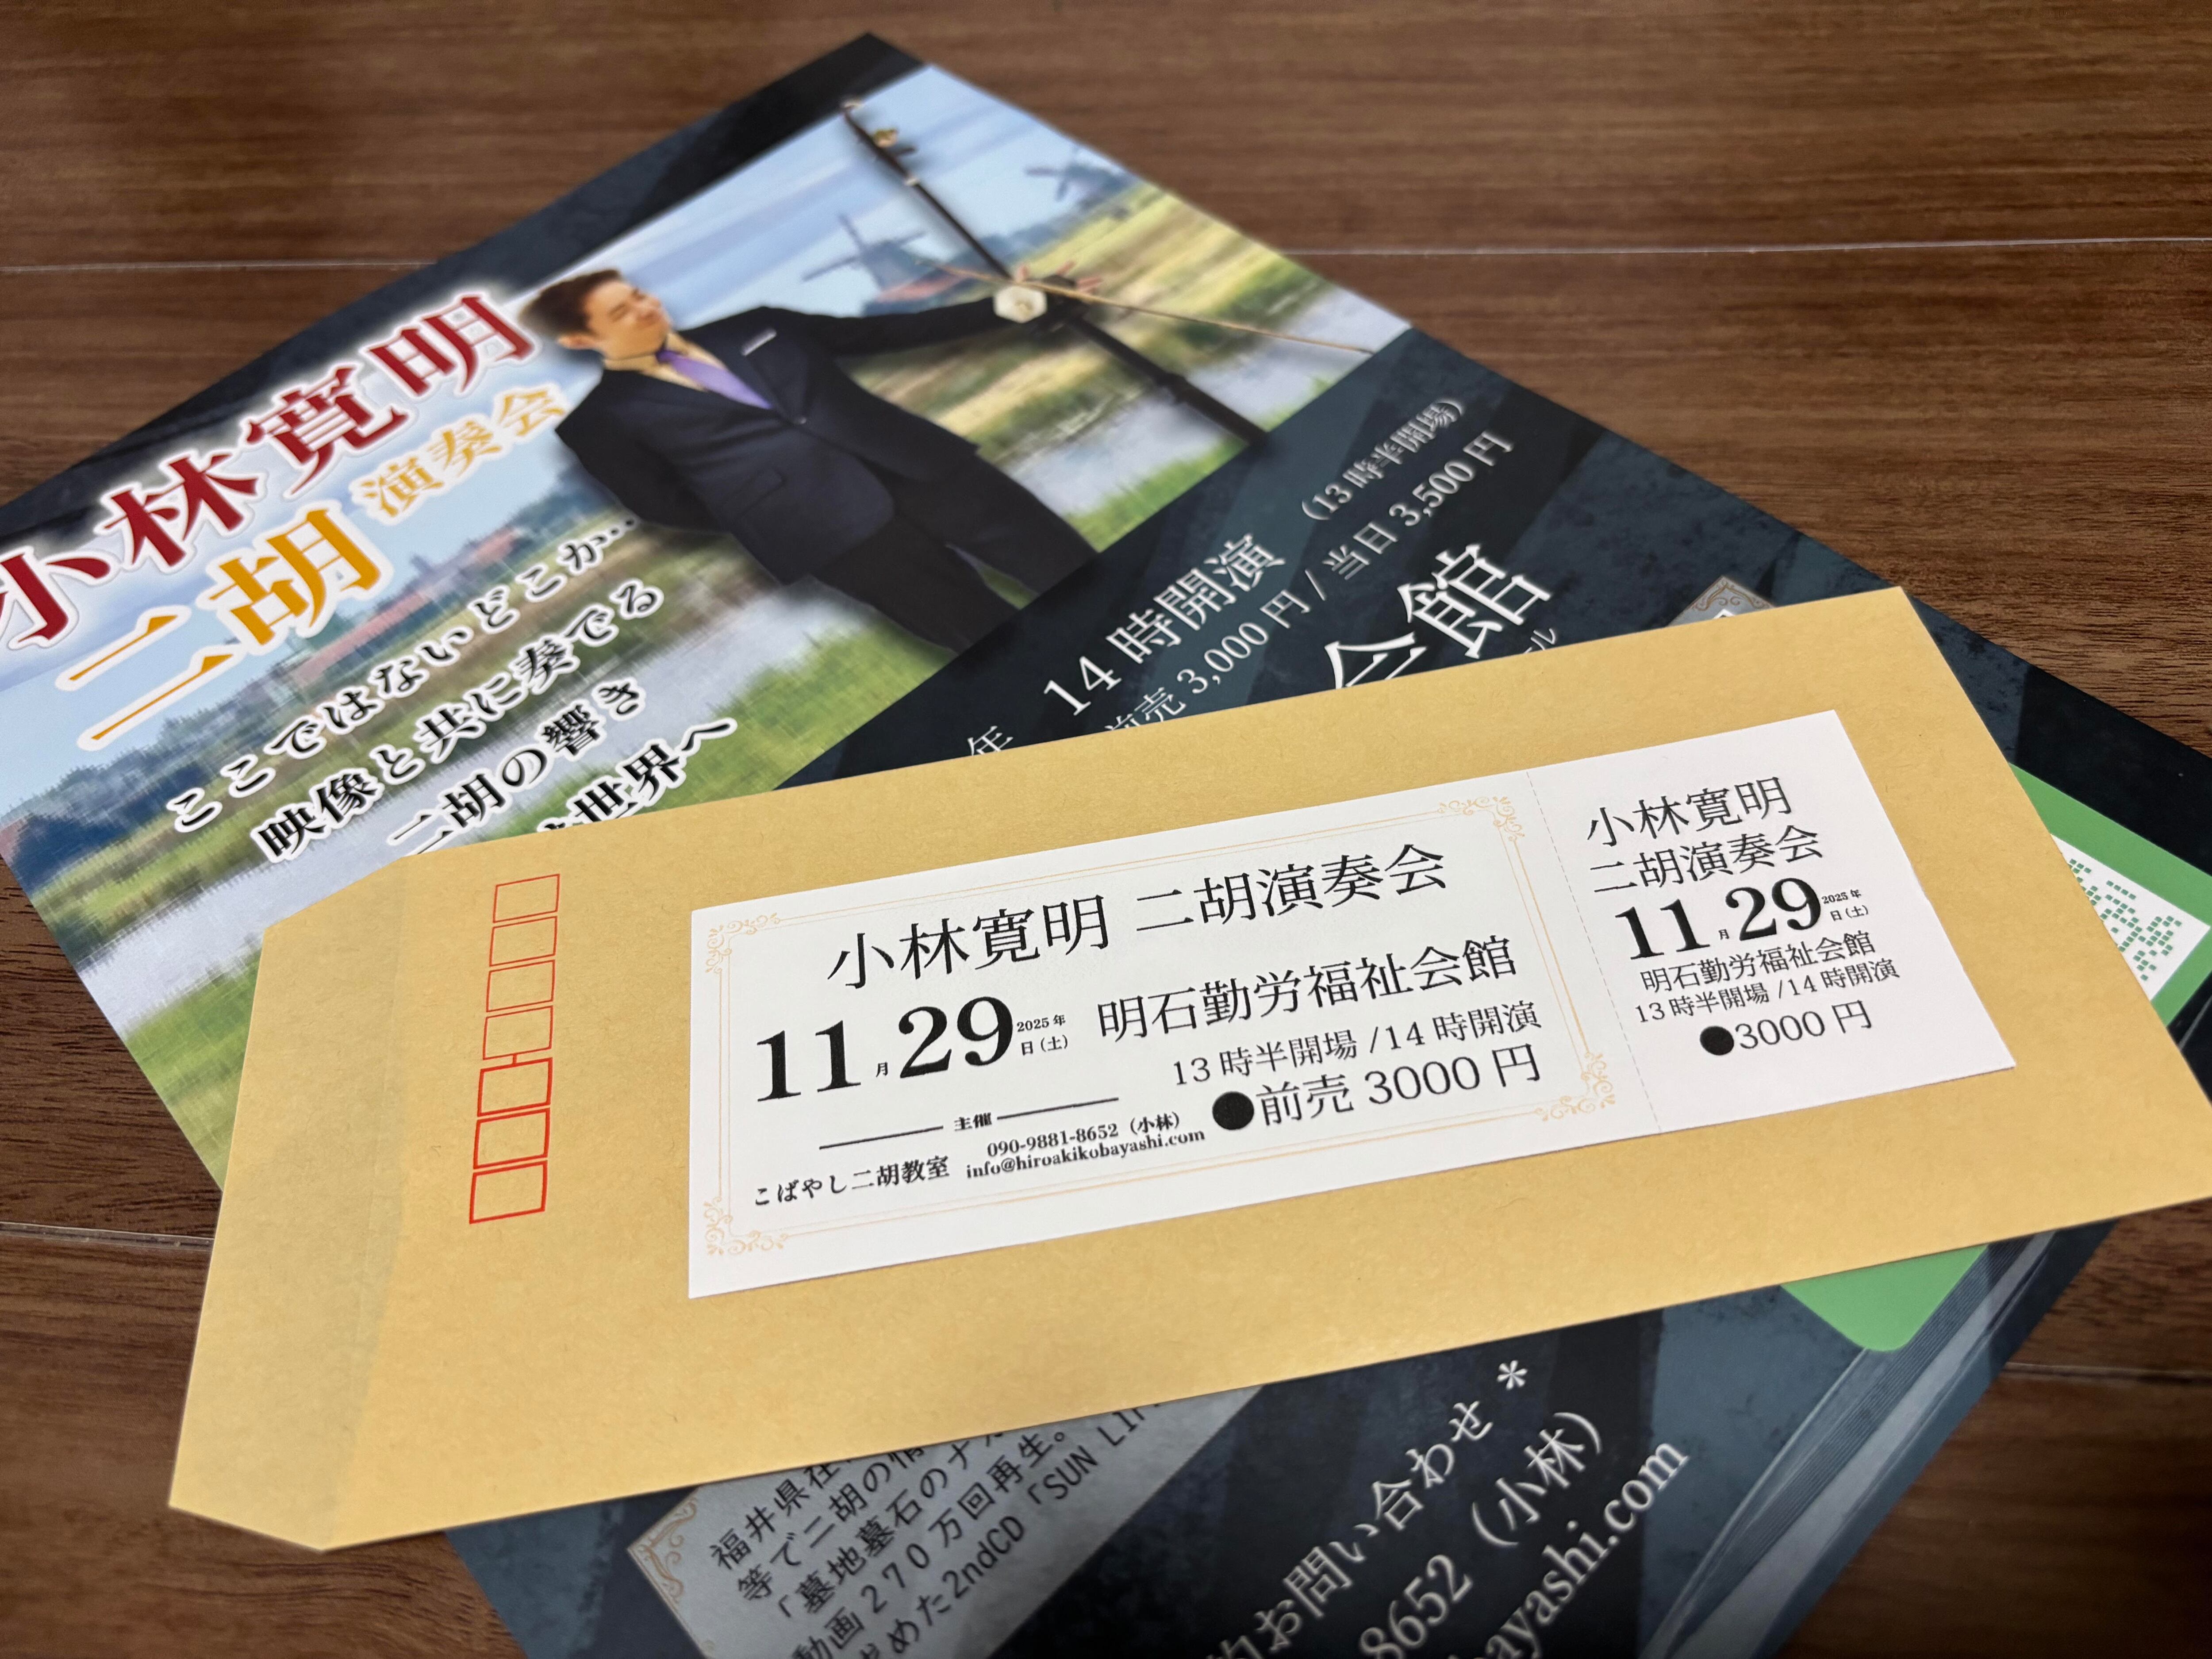 小林寛明
二胡 演奏会
ここではないどこか…
映像と共に奏でる
二胡の響き
世界へ
年 14時開演 (13時半開場)
前売 3,000円 / 当日 3,500円
会館
ール
小林寛明 二胡演奏会
11月29日(土) 2025年
明石勤労福祉会館
13時半開場/14時開演
●前売 3000円
主催
こばやし二胡教室
090-9881-8652(小林)
info@hiroakikobayashi.com
小林寛明
二胡演奏会
11月29日(土) 2025年
明石勤労福祉会館
13時半開場/14時開演
●3000円
福井県
等で二胡の情
「墓地墓石のナカ
動画270万回再生。
めた2ndCD「SUN LI
お問い合わせ *
8652(小林)
bayashi.com